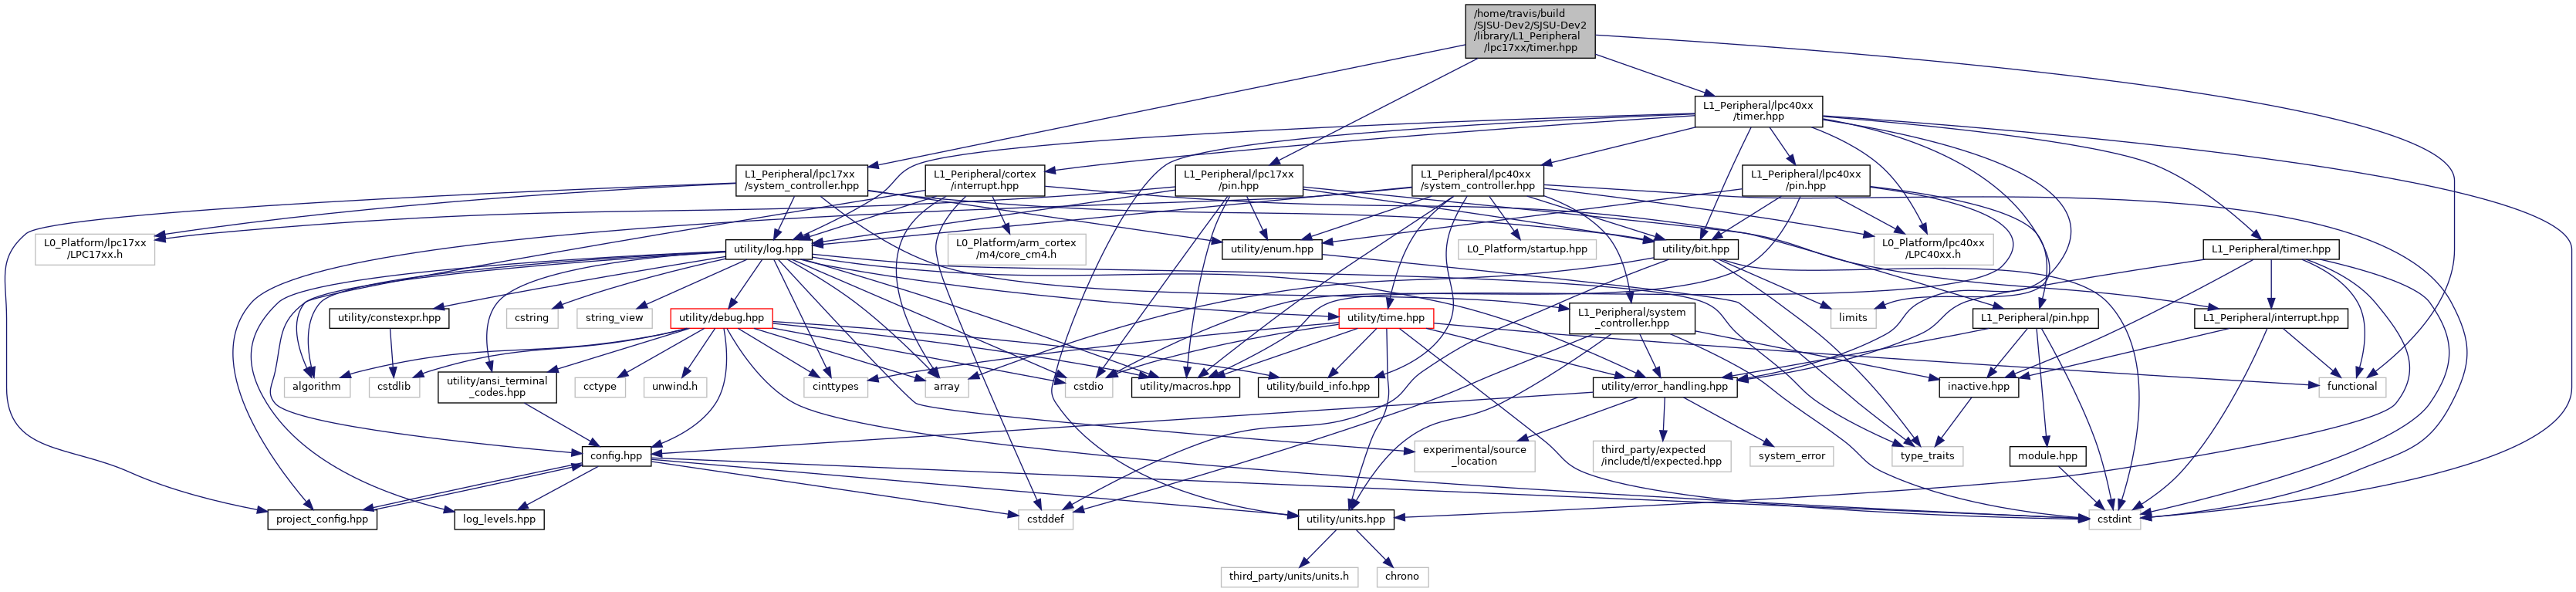 /home/travis/build
/SJSU-Dev2/SJSU-Dev2
/library/L1_Peripheral
/lpc17xx/timer.hpp
L1_Peripheral/lpc40xx
/timer.hpp
L1_Peripheral/lpc17xx
/system_controller.hpp
L1_Peripheral/cortex
/interrupt.hpp
L1_Peripheral/lpc17xx
/pin.hpp
L1_Peripheral/lpc40xx
/system_controller.hpp
L1_Peripheral/lpc40xx
/pin.hpp
L0_Platform/lpc17xx
/LPC17xx.h
utility/log.hpp
L0_Platform/arm_cortex
/m4/core_cm4.h
utility/enum.hpp
L0_Platform/startup.hpp
utility/bit.hpp
L0_Platform/lpc40xx
/LPC40xx.h
L1_Peripheral/timer.hpp
utility/constexpr.hpp
cstring
string_view
utility/debug.hpp
utility/time.hpp
L1_Peripheral/system
_controller.hpp
limits
L1_Peripheral/pin.hpp
L1_Peripheral/interrupt.hpp
algorithm
cstdlib
utility/ansi_terminal
_codes.hpp
cctype
unwind.h
cinttypes
array
cstdio
utility/macros.hpp
utility/build_info.hpp
utility/error_handling.hpp
inactive.hpp
functional
config.hpp
experimental/source
_location
third_party/expected
/include/tl/expected.hpp
system_error
type_traits
module.hpp
project_config.hpp
log_levels.hpp
cstddef
utility/units.hpp
cstdint
third_party/units/units.h
chrono